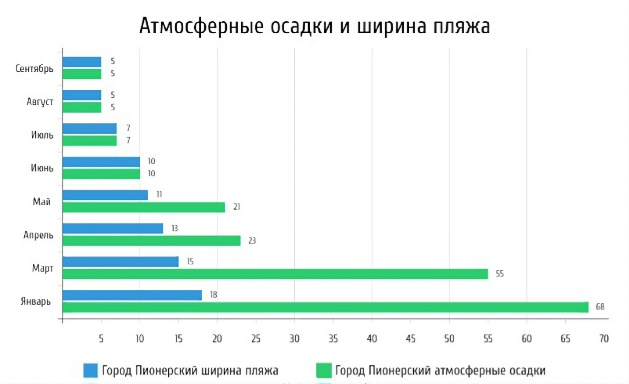 Атмосферные осадки и ширина пляжа
Сентябрь
5
5
Август
5
5
Июль
7
7
Июнь
10
10
Май
11
21
Апрель
13
23
Март
15
55
Январь
18
68
5 10 15 20 25 30 35 40 45 50 55 60 65 70
Город Пионерский ширина пляжа Город Пионерский атмосферные осадки